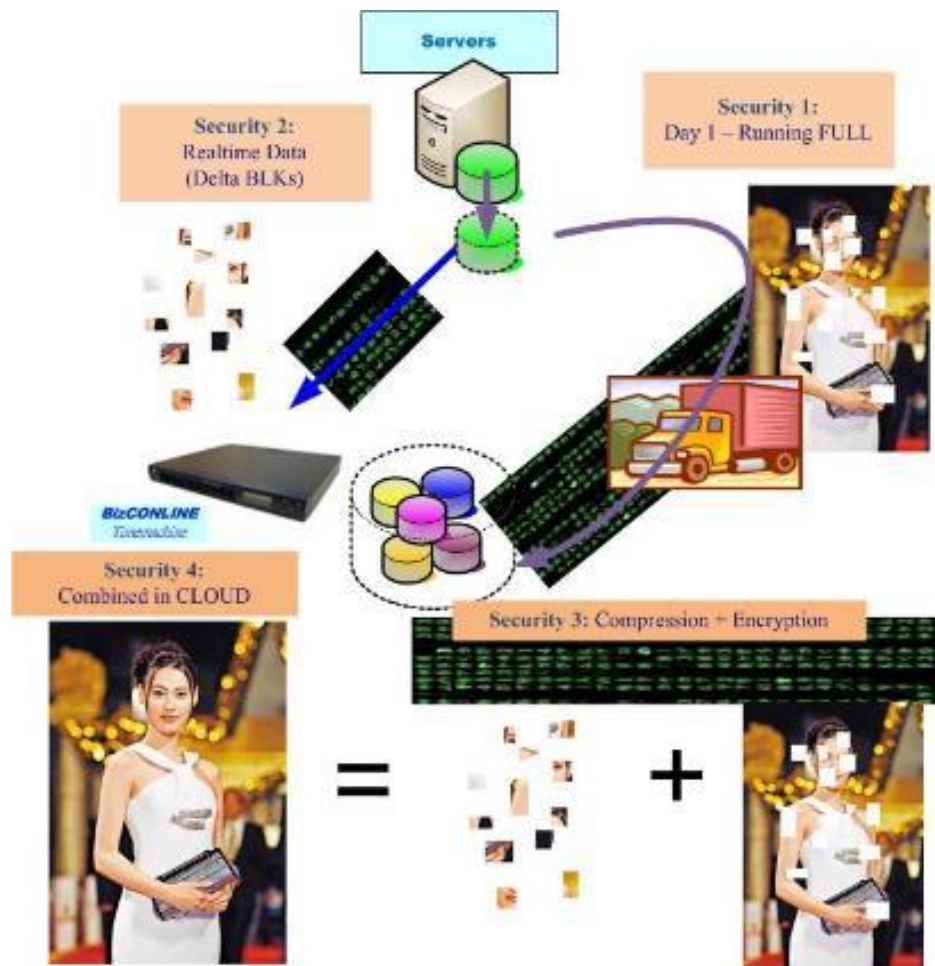 Servers
Security 1:
Day 1 – Running FULL
Security 2:
Realtime Data
(Delta BLKs)
BizCONLINE
Timemachine
Security 4:
Combined in CLOUD
Security 3: Compression + Encryption
=
+